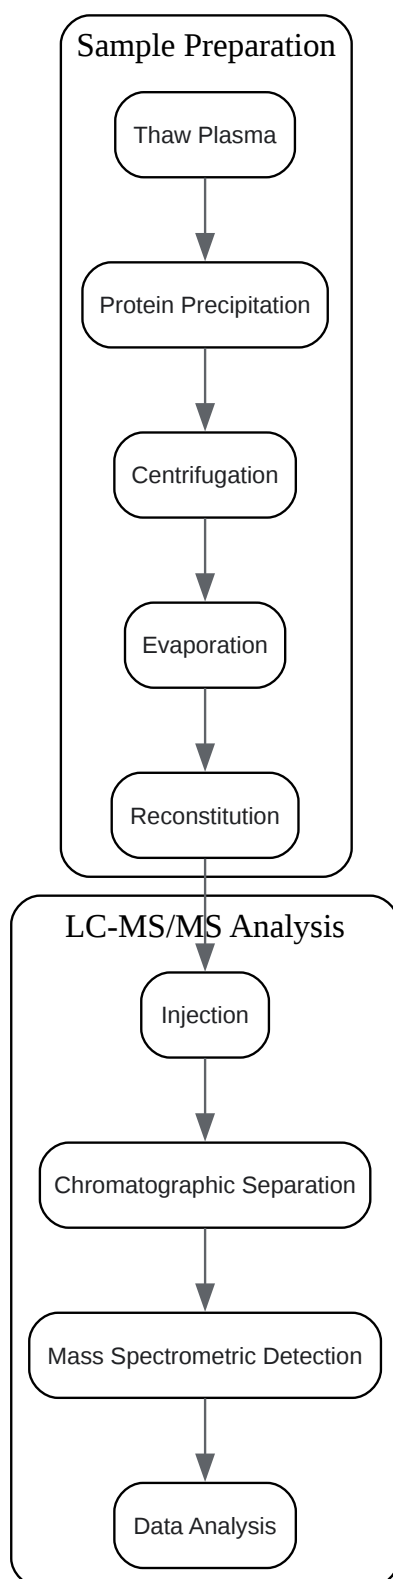 Sample Preparation
Thaw Plasma
Protein Precipitation
Centrifugation
Evaporation
Reconstitution
LC-MS/MS Analysis
Injection
Chromatographic Separation
Mass Spectrometric Detection
Data Analysis